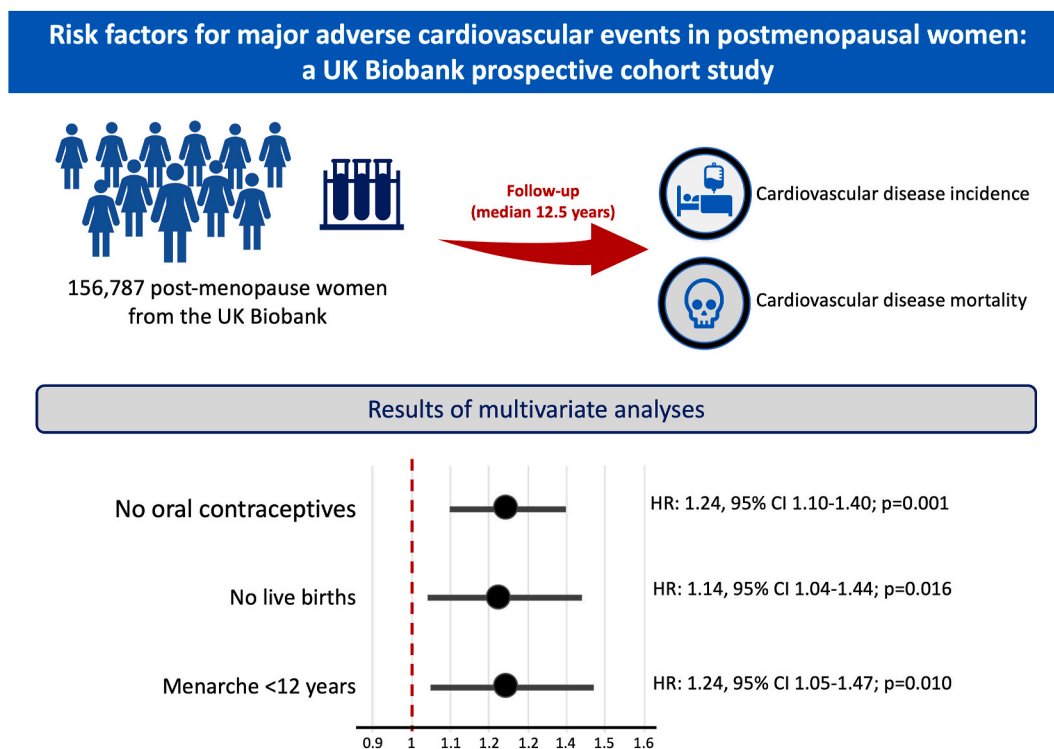 Risk factors for major adverse cardiovascular events in postmenopausal women:
a UK Biobank prospective cohort study
Follow-up
(median 12.5 years)
Cardiovascular disease incidence
156,787 post-menopause women
from the UK Biobank
Cardiovascular disease mortality
Results of multivariate analyses
No oral contraceptives
HR: 1.24, 95% CI 1.10-1.40; p=0.001
No live births
HR: 1.14, 95% CI 1.04-1.44; p=0.016
Menarche <12 years
HR: 1.24, 95% CI 1.05-1.47; p=0.010
0.9 1 1.1 1.2 1.2 1.4 1.5 1.6